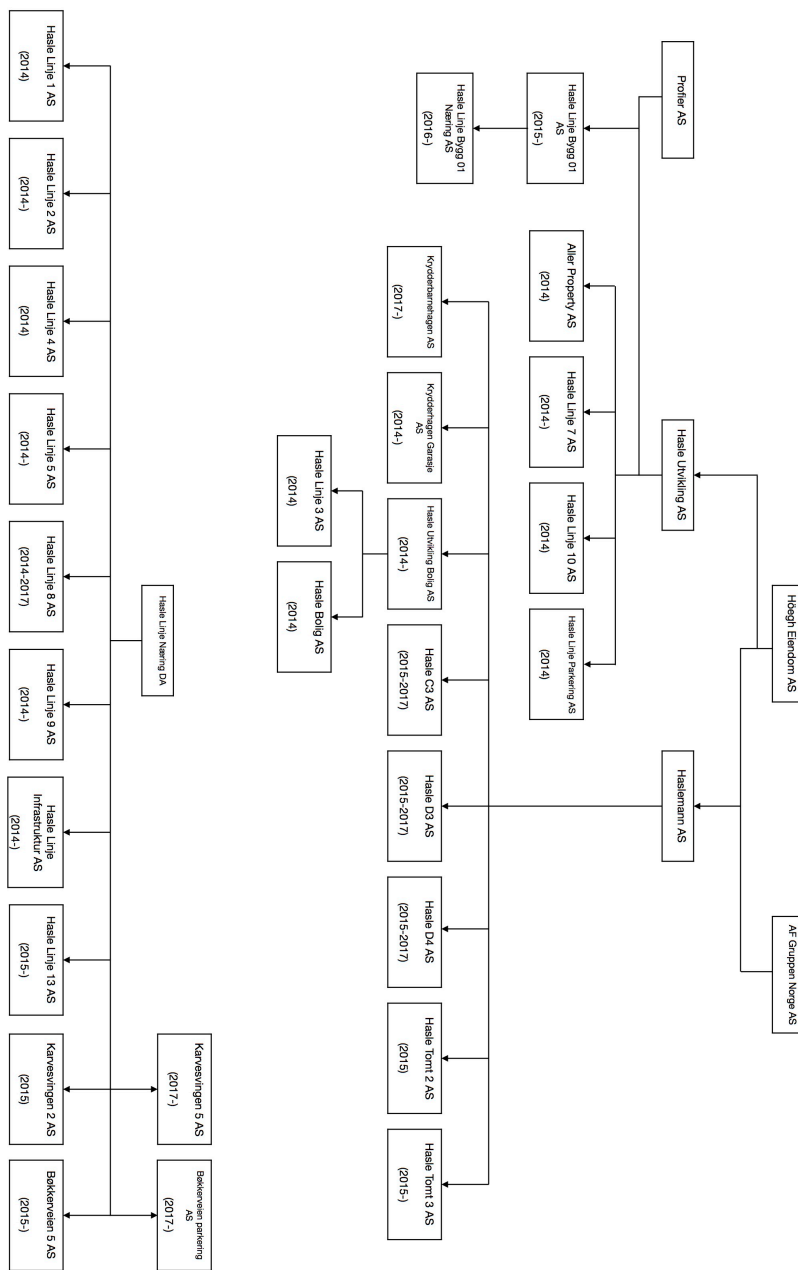 Höegh Eiendom AS
AF Gruppen Norge AS
Profier AS
Hasle Utvikling AS
Haslemann AS
Hasle Linje Bygg 01
AS
(2015-)
Aller Property AS
(2014)
Hasle Linje 7 AS
(2014-)
Hasle Linje 10 AS
(2014)
Hasle Linje Parkering AS
(2014)
Hasle Linje Bygg 01
Næring AS
(2016-)
Krydderbarnehagen AS
(2017-)
Krydderhagen Garasje
AS
(2014-)
Hasle Utvikling Bolig AS
(2014-)
Hasle C3 AS
(2015-2017)
Hasle D3 AS
(2015-2017)
Hasle D4 AS
(2015-2017)
Hasle Tomt 2 AS
(2015)
Hasle Tomt 3 AS
(2015-)
Hasle Linje 3 AS
(2014)
Hasle Bolig AS
(2014)
Karvesvingen 5 AS
(2017-)
Bøkkerveien parkering
AS
(2017-)
Hasle Linje Næring DA
Hasle Linje 1 AS
(2014)
Hasle Linje 2 AS
(2014-)
Hasle Linje 4 AS
(2014)
Hasle Linje 5 AS
(2014-)
Hasle Linje 8 AS
(2014-2017)
Hasle Linje 9 AS
(2014-)
Hasle Linje
Infrastruktur AS
(2014-)
Hasle Linje 13 AS
(2015-)
Karvesvingen 2 AS
(2015)
Bøkkerveien 5 AS
(2015-)